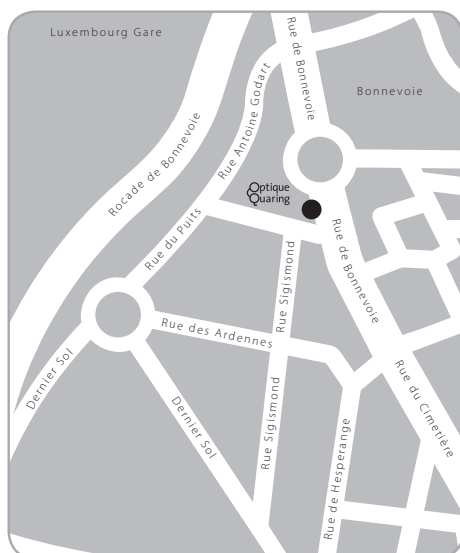 Luxembourg Gare
Rue de Bonnevoie
Bonnevoie
Rue Antoine Godart
Rocade de Bonnevoie
Optique
Quaring
Rue du Puits
Rue de Bonnevoie
Rue Sigismond
Rue des Ardennes
Dernier Sol
Dernier Sol
Rue Sigismond
Rue du Cimetière
Rue de Hesperange